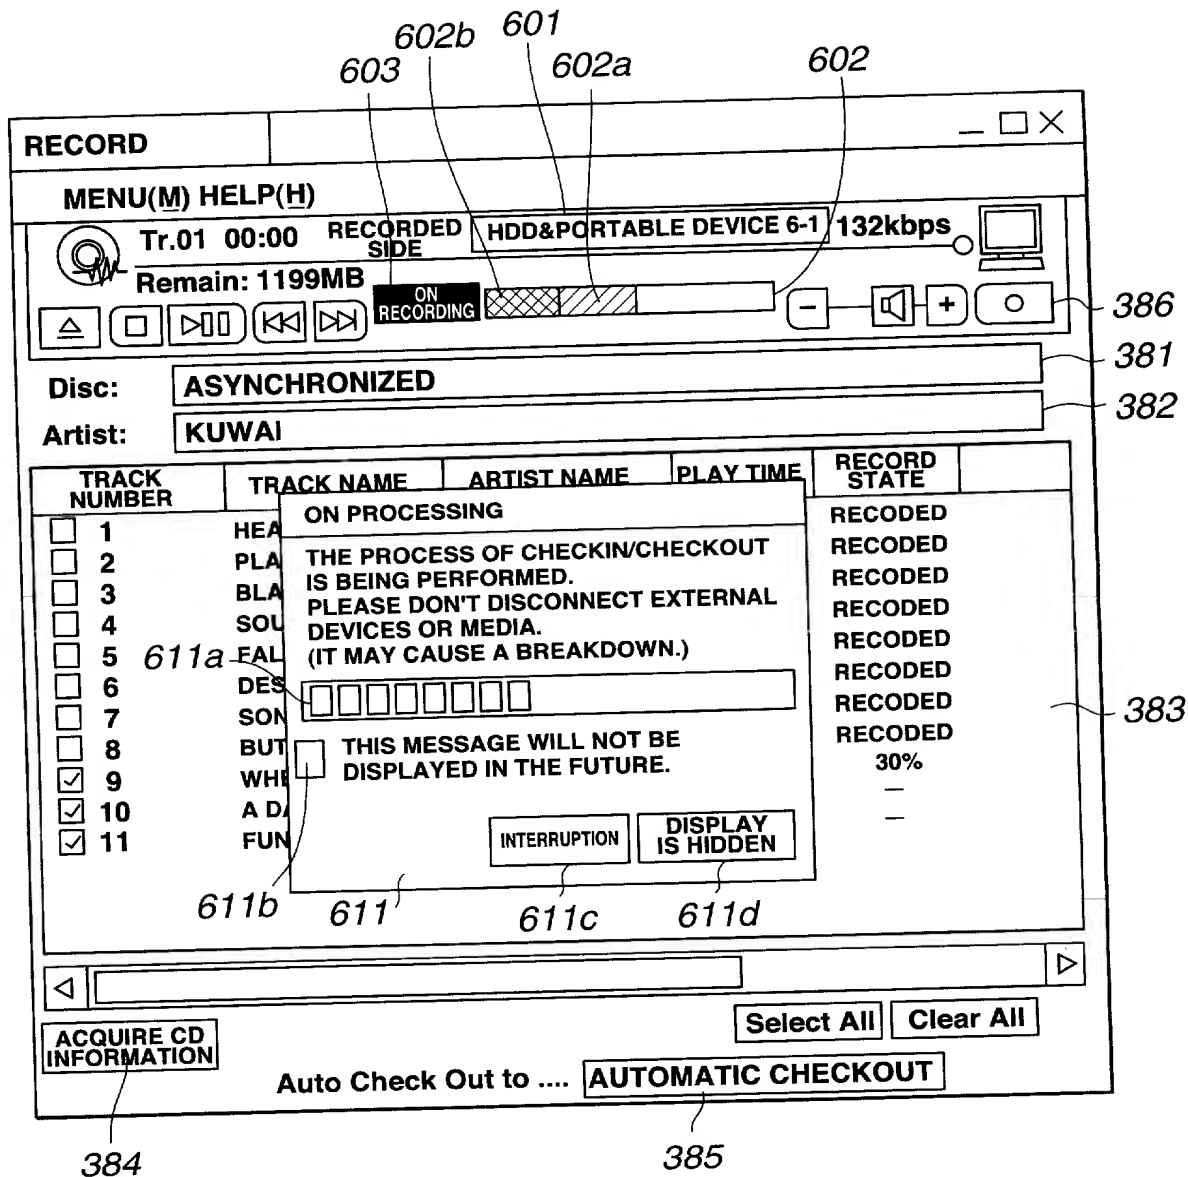 602b 601
603 602a 602
RECORD
MENU(M) HELP(H)
Tr.01 00:00 RECORDED SIDE HDD&PORTABLE DEVICE 6-1 132kbps
Remain: 1199MB ON RECORDING
386
Disc: ASYNCHRONIZED 381
Artist: KUWAI 382
TRACK NUMBER TRACK NAME ARTIST NAME PLAY TIME RECORD STATE
ON PROCESSING
1 HEA RECODED
2 PLA RECODED
3 BLA RECODED
4 SOU RECODED
5 FAL RECODED
6 DES RECODED
7 SON RECODED
8 BUT RECODED
9 WHE 30%
10 A DA —
11 FUN —
THE PROCESS OF CHECKIN/CHECKOUT
IS BEING PERFORMED.
PLEASE DON'T DISCONNECT EXTERNAL
DEVICES OR MEDIA.
(IT MAY CAUSE A BREAKDOWN.)
611a
383
THIS MESSAGE WILL NOT BE
DISPLAYED IN THE FUTURE.
INTERRUPTION DISPLAY IS HIDDEN
611b 611 611c 611d
Select All Clear All
ACQUIRE CD
INFORMATION
Auto Check Out to .... AUTOMATIC CHECKOUT
384 385